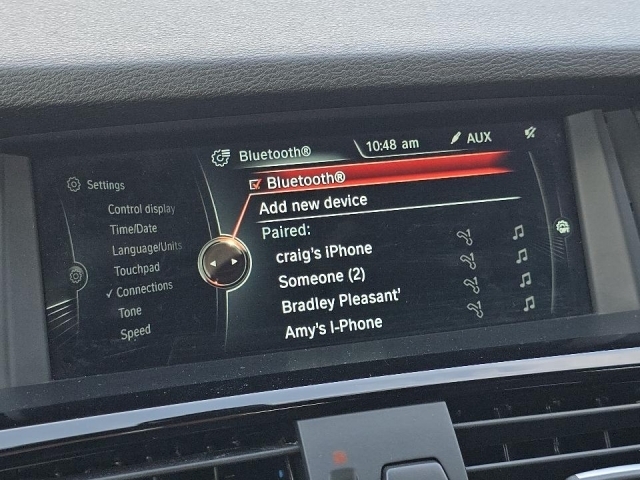 Bluetooth®
10:48 am
AUX
Settings
Control display
Time/Date
Language/Units
Touchpad
✓ Connections
Tone
Speed
Bluetooth®
Add new device
Paired:
craig's iPhone
Someone (2)
Bradley Pleasant'
Amy's I-Phone